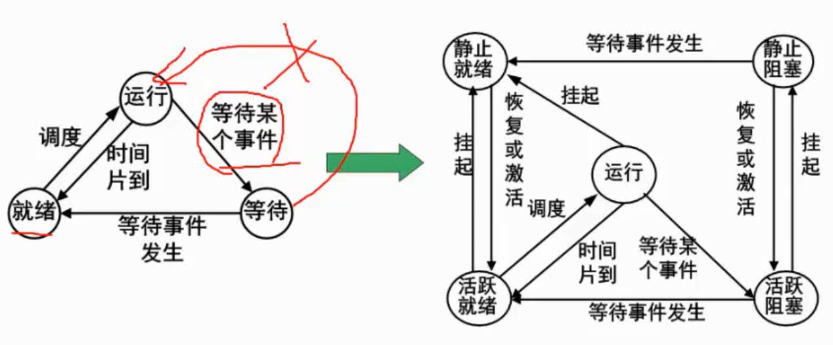 运行
调度
等待某
个事件
时间
片到
就绪
等待
等待事件
发生
静止
就绪
等待事件发生
静止
阻塞
挂起
恢复或激活
挂起
恢复或激活
挂起
运行
调度
时间
片到
等待某
个事件
活跃
就绪
等待事件发生
活跃
阻塞